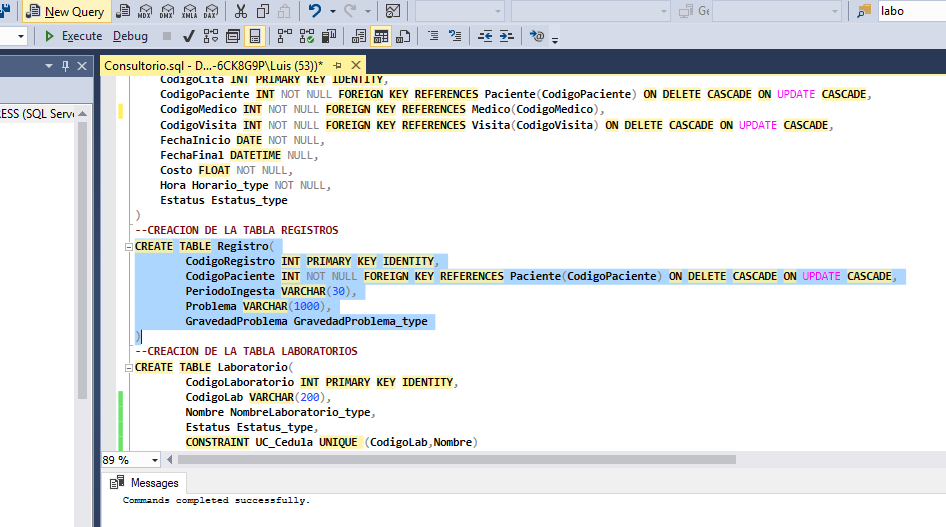 New Query
MDX DMX XMLA DAX
Ge
labo
Execute Debug
Consultorio.sql - D...-6CK8G9P\Luis (53))*
RESS (SQL Serve
CodigoCita INT PRIMARY KEY IDENTITY,
CodigoPaciente INT NOT NULL FOREIGN KEY REFERENCES Paciente(CodigoPaciente) ON DELETE CASCADE ON UPDATE CASCADE,
CodigoMedico INT NOT NULL FOREIGN KEY REFERENCES Medico(CodigoMedico),
CodigoVisita INT NOT NULL FOREIGN KEY REFERENCES Visita(CodigoVisita) ON DELETE CASCADE ON UPDATE CASCADE,
FechaInicio DATE NOT NULL,
FechaFinal DATETIME NULL,
Costo FLOAT NOT NULL,
Hora Horario_type NOT NULL,
Estatus Estatus_type
)
--CREACION DE LA TABLA REGISTROS
CREATE TABLE Registro(
CodigoRegistro INT PRIMARY KEY IDENTITY,
CodigoPaciente INT NOT NULL FOREIGN KEY REFERENCES Paciente(CodigoPaciente) ON DELETE CASCADE ON UPDATE CASCADE,
PeriodoIngesta VARCHAR(30),
Problema VARCHAR(1000),
GravedadProblema GravedadProblema_type
)
--CREACION DE LA TABLA LABORATORIOS
CREATE TABLE Laboratorio(
CodigoLaboratorio INT PRIMARY KEY IDENTITY,
CodigoLab VARCHAR(200),
Nombre NombreLaboratorio_type,
Estatus Estatus_type,
CONSTRAINT UC_Cedula UNIQUE (CodigoLab,Nombre)
89 %
Messages
Commands completed successfully.